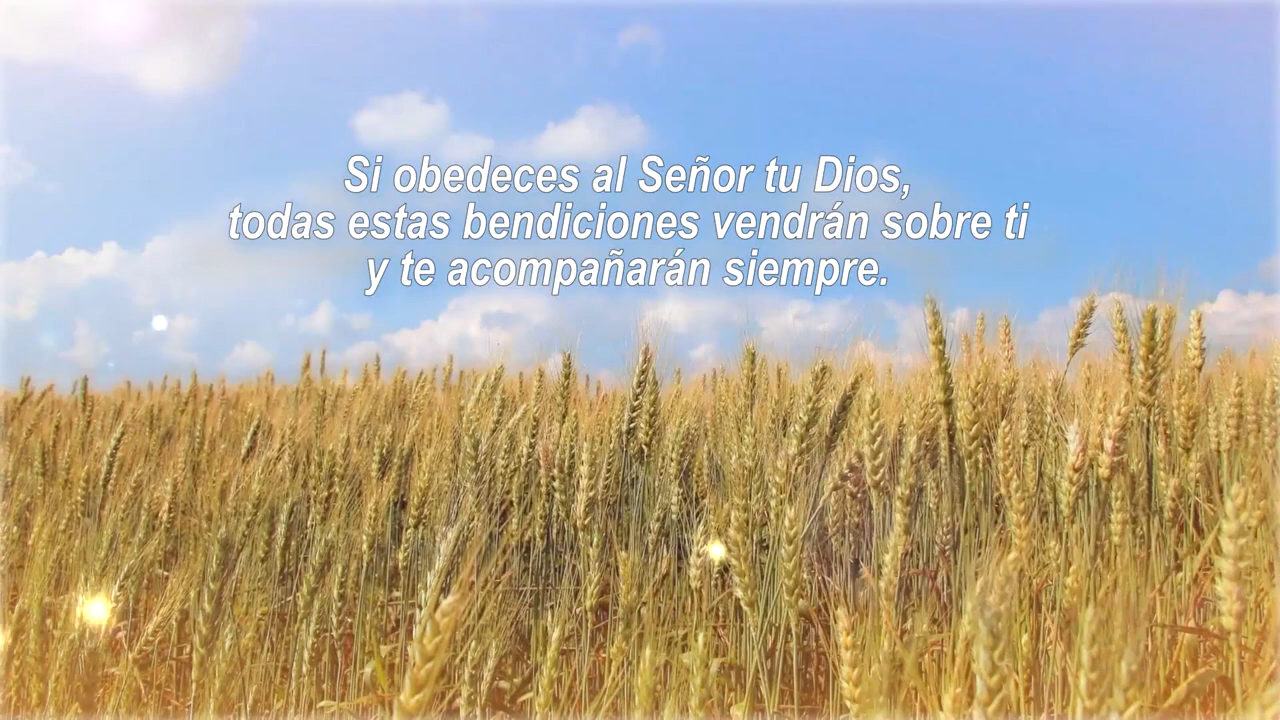 Si obedeces al Señor tu Dios,
todas estas bendiciones vendrán sobre ti
y te acompañarán siempre.